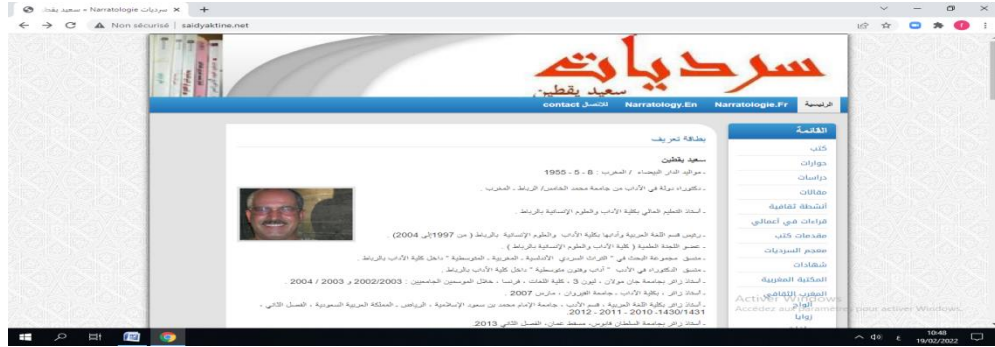 سرديات Narratologie » سعيد يقطين
Non sécurisé | saidyaktine.net
سرديات
سعيد يقطين
الرئيسية Narratologie.Fr Narratology.En للاتصال contact
القائمة
كتب
حوارات
دراسات
مقالات
أنشطة ثقافية
قراءات في أعمالي
مقدمات كتب
معجم السرديات
شهادات
المكتبة المغربية
المغرب الثقافي
ألواح
زوايا
بطاقة تعريف
سعيد يقطين
ـ مواليد الدار البيضاء / المغرب : 8 ـ 5 ـ 1955
ـ دكتوراه دولة في الآداب من جامعة محمد الخامس/ الرباط ـ المغرب .
ـ أستاذ التعليم العالي بكلية الآداب والعلوم الإنسانية بالرباط .
ـ رئيس قسم اللغة العربية وآدابها بكلية الآداب والعلوم الإنسانية بالرباط ( من 1997إلى 2004) .
ـ عضو اللجنة العلمية ( كلية الآداب والعلوم الإنسانية بالرباط ) .
ـ منسق مجموعة البحث في " التراث السردي الأندلسية ـ المغربية ـ المتوسطية " داخل كلية الآداب بالرباط .
ـ منسق الدكتوراه في الأدب " آداب وفنون متوسطية " داخل كلية الآداب بالرباط .
ـ أستاذ زائر بجامعة جان مولان ، ليون 3 ، كلية اللغات ، فرنسا ، خلال الموسمين الجامعيين : 2002/2003 و 2003 / 2004 .
ـ أستاذ زائر ، بكلية الآداب ، جامعة القيروان ، مارس 2007 .
ـ أستاذ زائر بكلية اللغة العربية ، قسم الأدب ، جامعة الإمام محمد بن سعود الإسلامية ، الرياض ، المملكة العربية السعودية ، الفصل الثاني ،
1430/1431-2010 ، 2011 - 2012.
ـ أستاذ زائر بجامعة السلطان قابوس، مسقط عمان، الفصل الثاني 2013.
Activer Windows
Accédez aux paramètres pour activer Windows.
10:48
19/02/2022